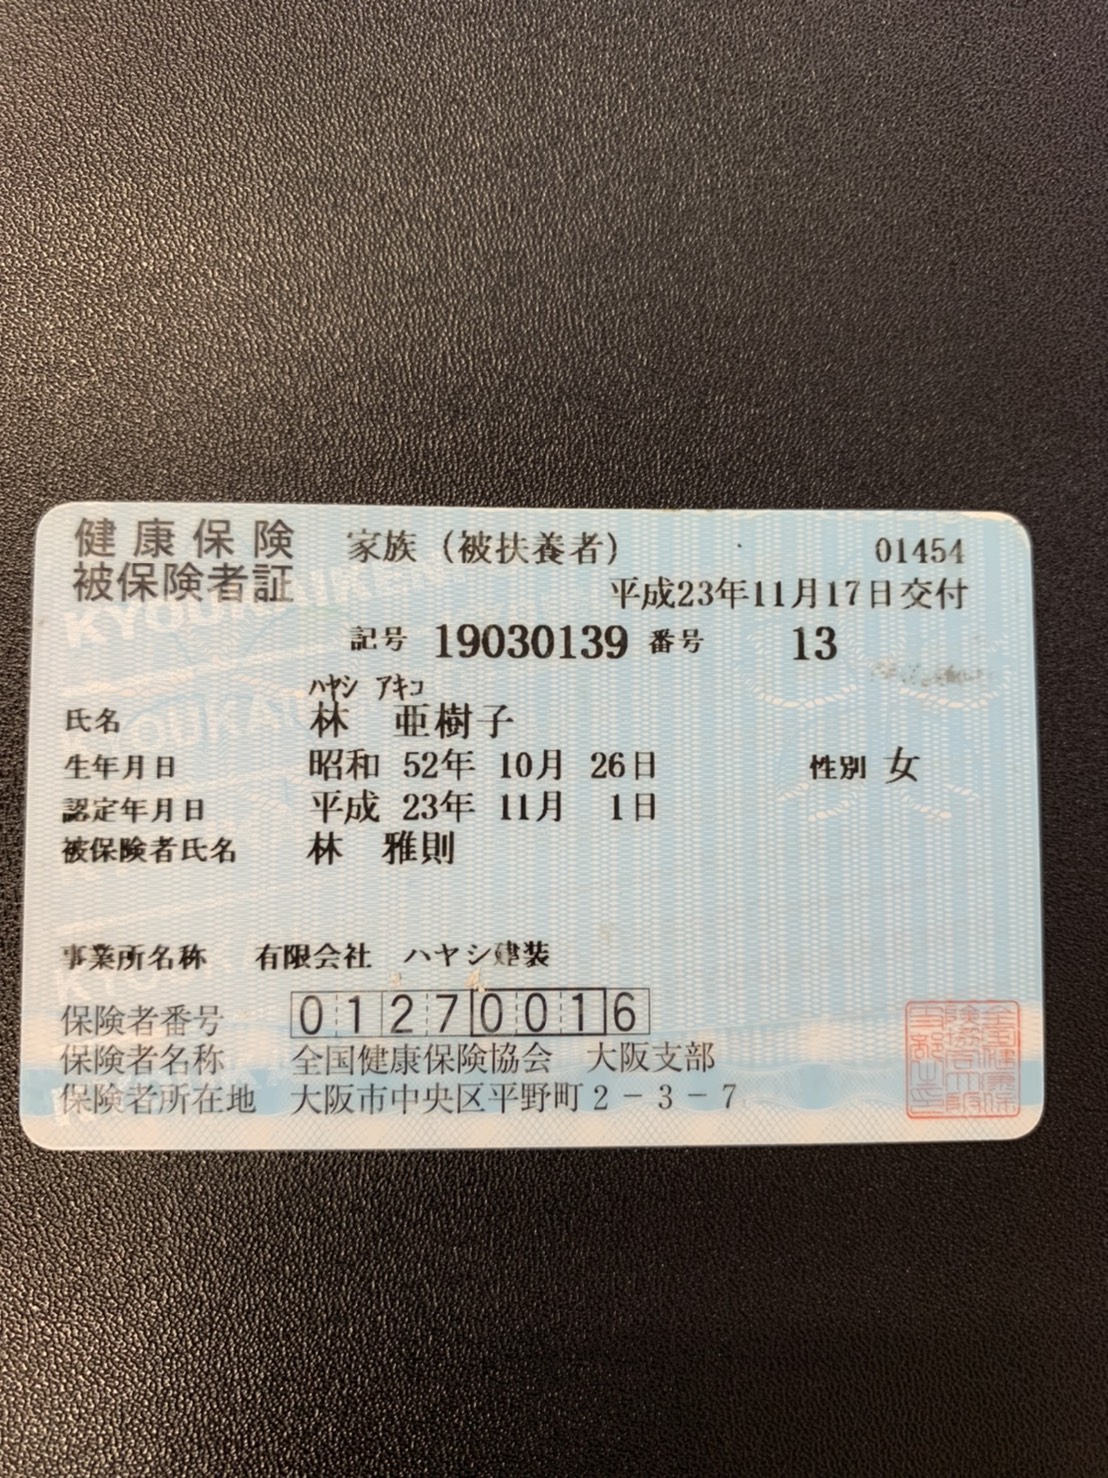 健康保険 家族（被扶養者） 01454
被保険者証 平成23年11月17日交付
記号 19030139 番号 13
ﾊﾔｼ ｱｷｺ
氏名 林 亜樹子
生年月日 昭和 52年 10月 26日 性別 女
認定年月日 平成 23年 11月 1日
被保険者氏名 林 雅則
事業所名称 有限会社 ハヤシ建装
保険者番号 01270016
保険者名称 全国健康保険協会 大阪支部
保険者所在地 大阪市中央区平野町2－3－7